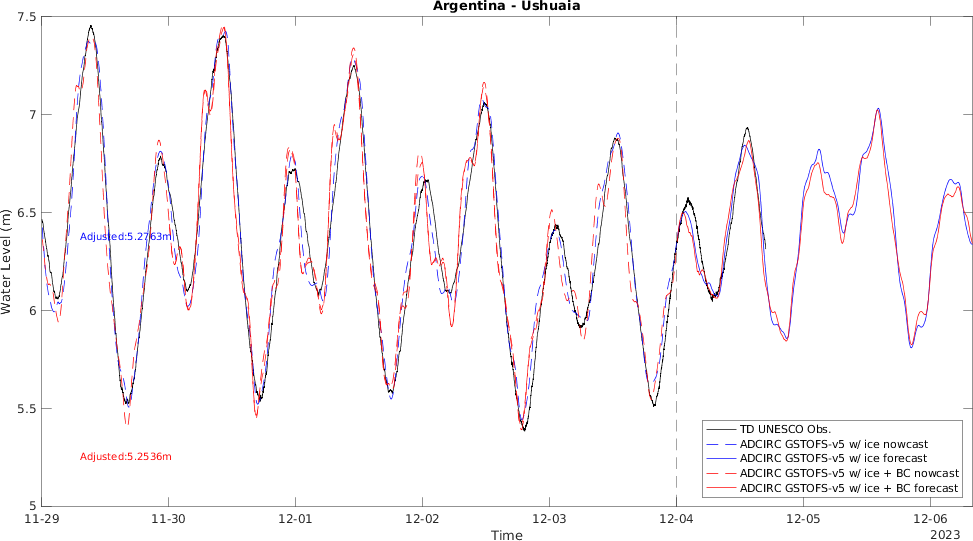 Argentina - Ushuaia
7.5
7
6.5
6
5.5
5
Water Level (m)
Adjusted:5.2763m
Adjusted:5.2536m
TD UNESCO Obs.
ADCIRC GSTOFS-v5 w/ ice nowcast
ADCIRC GSTOFS-v5 w/ ice forecast
ADCIRC GSTOFS-v5 w/ ice + BC nowcast
ADCIRC GSTOFS-v5 w/ ice + BC forecast
11-29 11-30 12-01 12-02 12-03 12-04 12-05 12-06
Time
2023